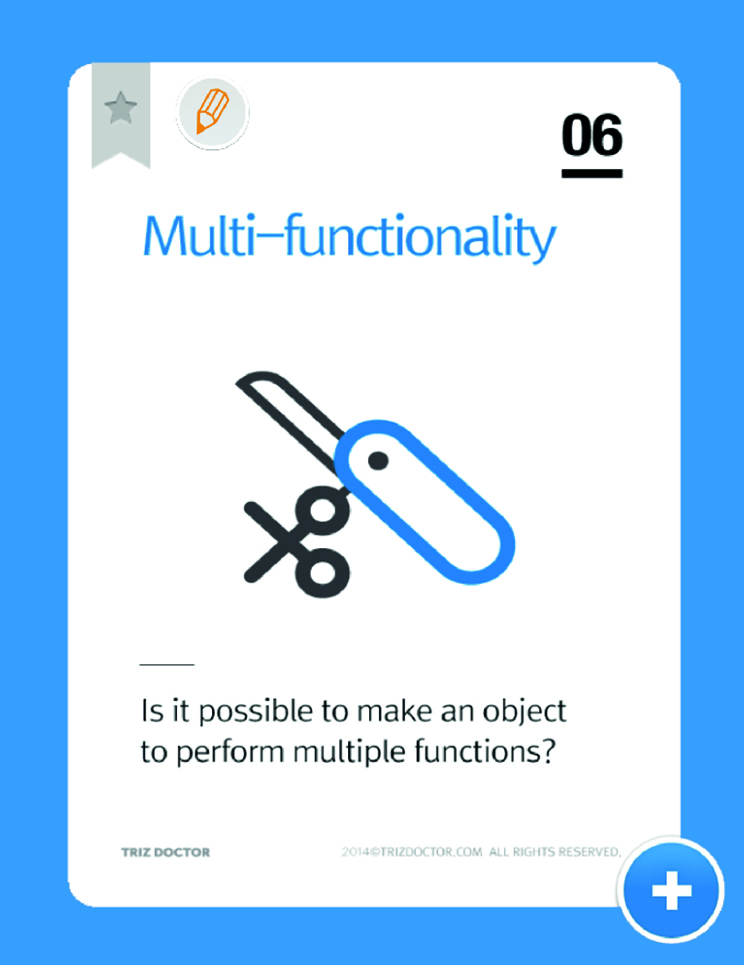 06
Multi-functionality
Is it possible to make an object
to perform multiple functions?
TRIZ DOCTOR
2014©TRIZDOCTOR.COM ALL RIGHTS RESERVED.